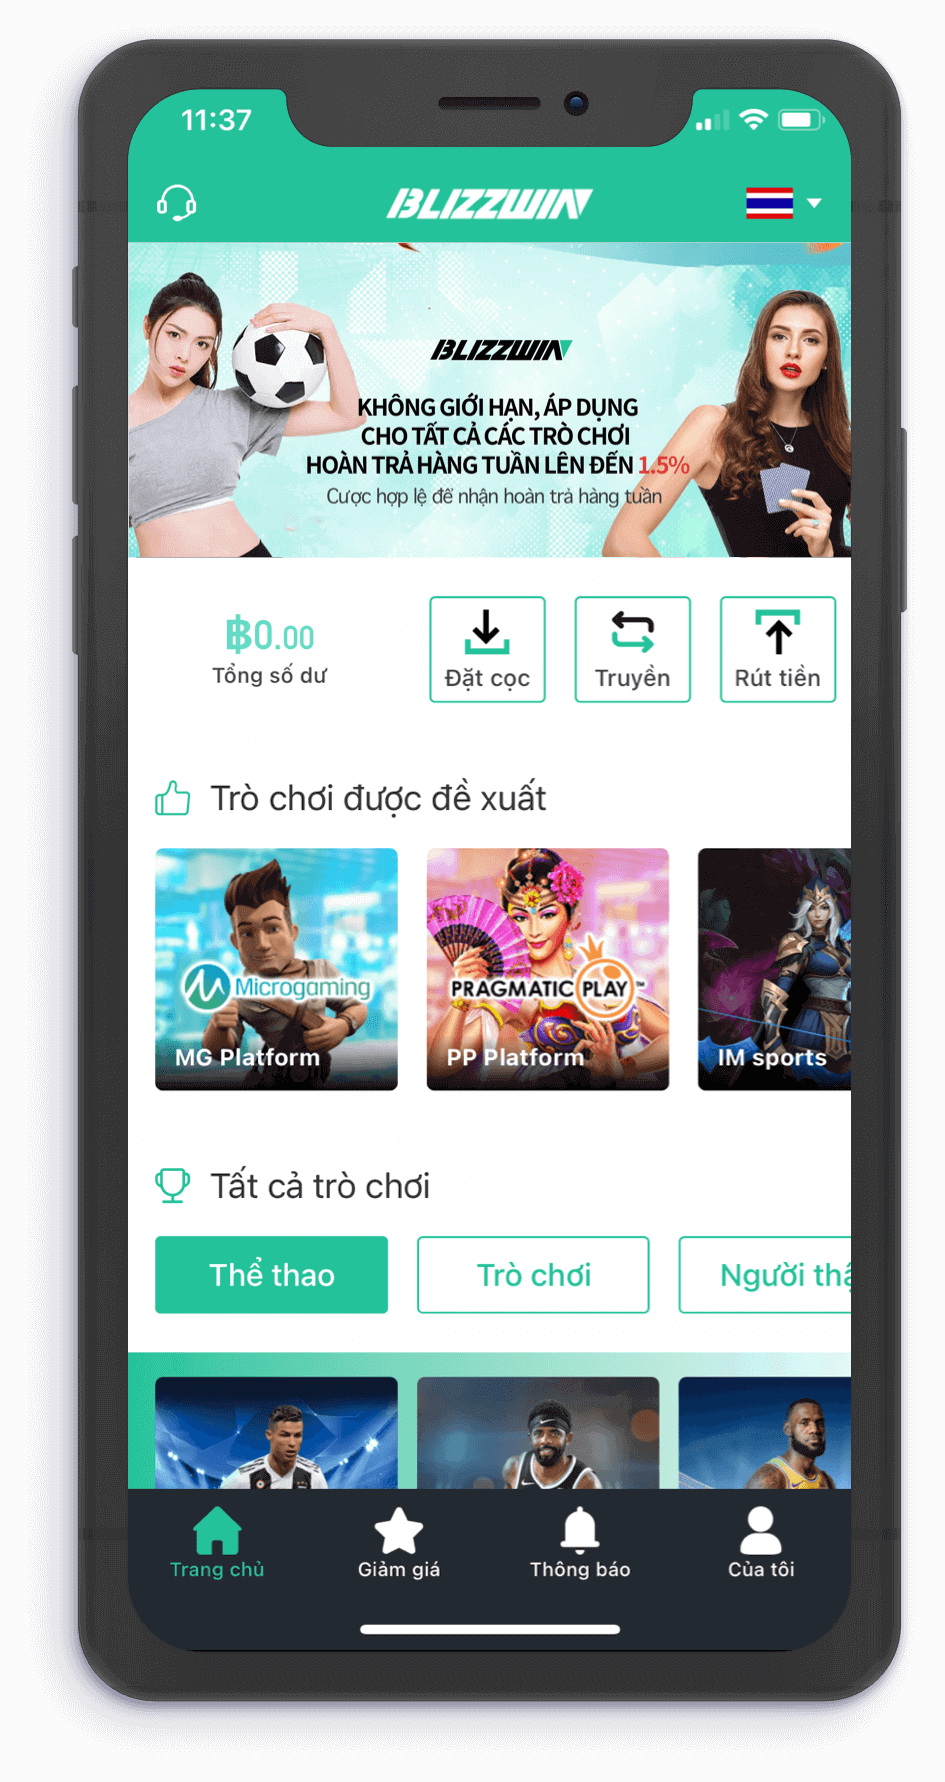 11:37
BLIZZWIN
BLIZZWIN
KHÔNG GIỚI HẠN, ÁP DỤNG
CHO TẤT CẢ CÁC TRÒ CHƠI
HOÀN TRẢ HÀNG TUẦN LÊN ĐẾN 1.5%
Cược hợp lệ để nhận hoàn trả hàng tuần
฿0.00
Tổng số dư
Đặt cọc
Truyền
Rút tiền
Trò chơi được đề xuất
Microgaming
MG Platform
PRAGMATIC PLAY™
PP Platform
IM sports
Tất cả trò chơi
Thể thao
Trò chơi
Người
Trang chủ
Giảm giá
Thông báo
Của tôi